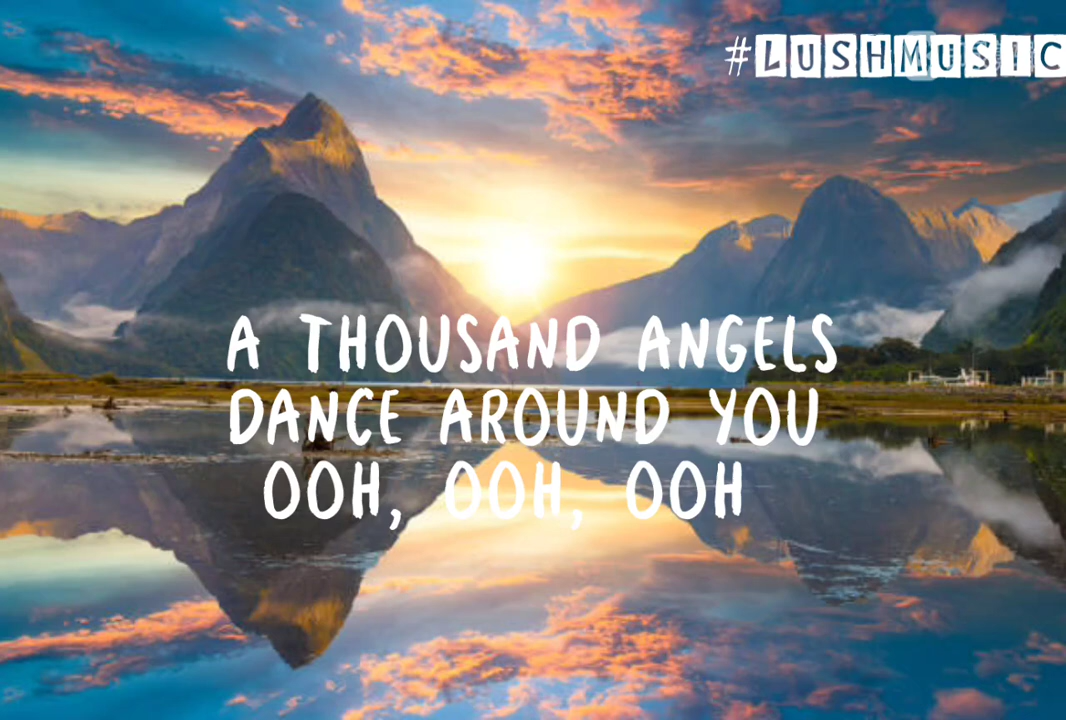 #LUSHMUSIC
A THOUSAND ANGELS
DANCE AROUND YOU
OOH, OOH, OOH